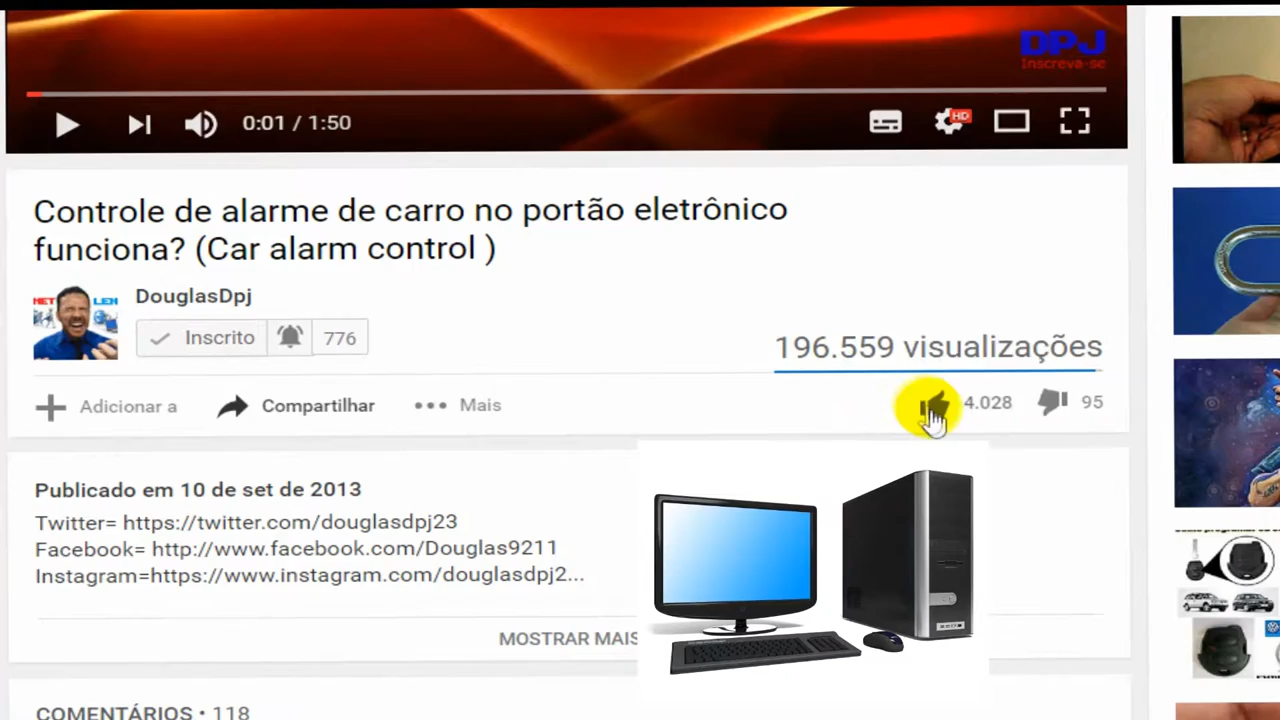 DPJ
Inscreva-se
0:01 / 1:50
HD
Controle de alarme de carro no portão eletrônico
funciona? (Car alarm control )
DouglasDpj
Inscrito
776
196.559 visualizações
Adicionar a
Compartilhar
Mais
4.028
95
Publicado em 10 de set de 2013
Twitter= https://twitter.com/douglasdpj23
Facebook= http://www.facebook.com/Douglas9211
Instagram=https://www.instagram.com/douglasdpj2...
MOSTRAR MAIS
COMENTÁRIOS • 118